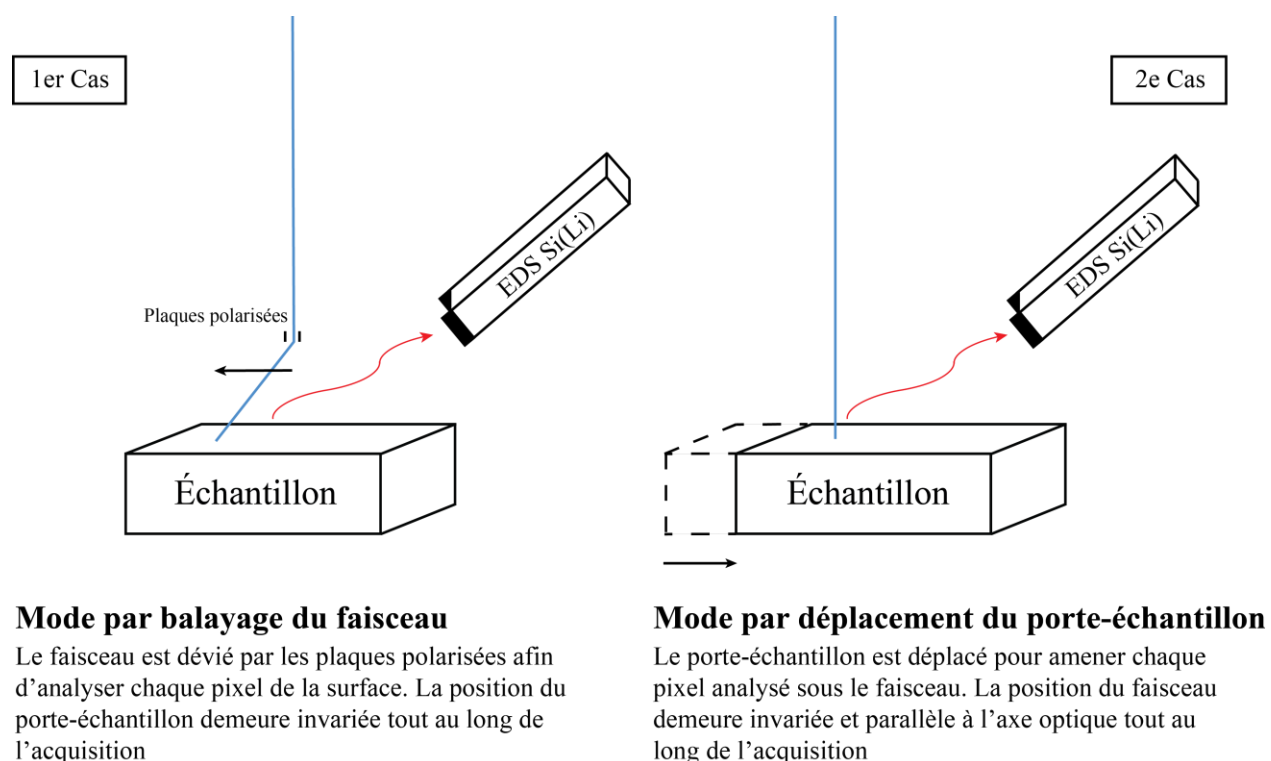 1er Cas
2e Cas
EDS Si(Li)
EDS Si(Li)
Plaques polarisées
Échantillon
Échantillon
Mode par balayage du faisceau
Le faisceau est dévié par les plaques polarisées afin
d’analyser chaque pixel de la surface. La position du
porte-échantillon demeure invariée tout au long de
l’acquisition
Mode par déplacement du porte-échantillon
Le porte-échantillon est déplacé pour amener chaque
pixel analysé sous le faisceau. La position du faisceau
demeure invariée et parallèle à l’axe optique tout au
long de l’acquisition